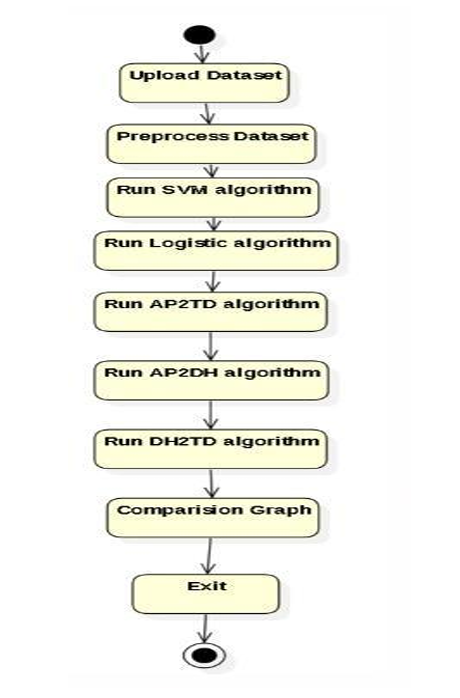 Upload Dataset
Preprocess Dataset
Run SVM algorithm
Run Logistic algorithm
Run AP2TD algorithm
Run AP2DH algorithm
Run DH2TD algorithm
Comparision Graph
Exit